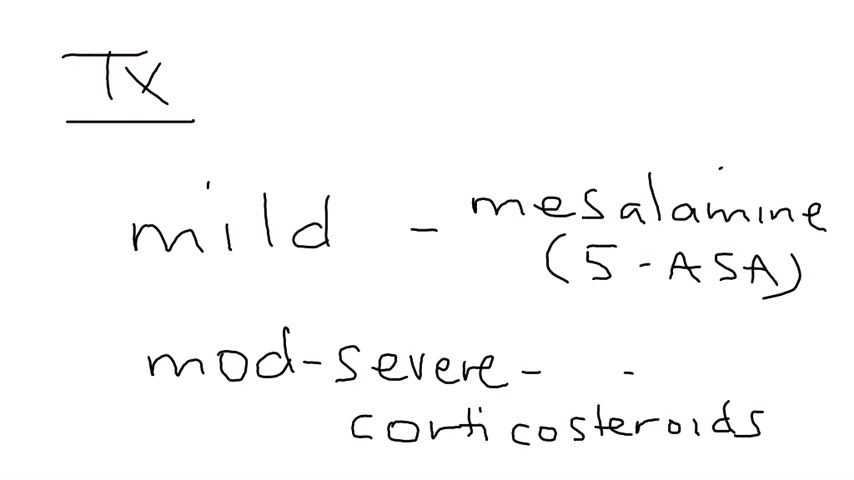 Tx
mild - mesalamine
(5-ASA)
mod-severe-
corticosteroids